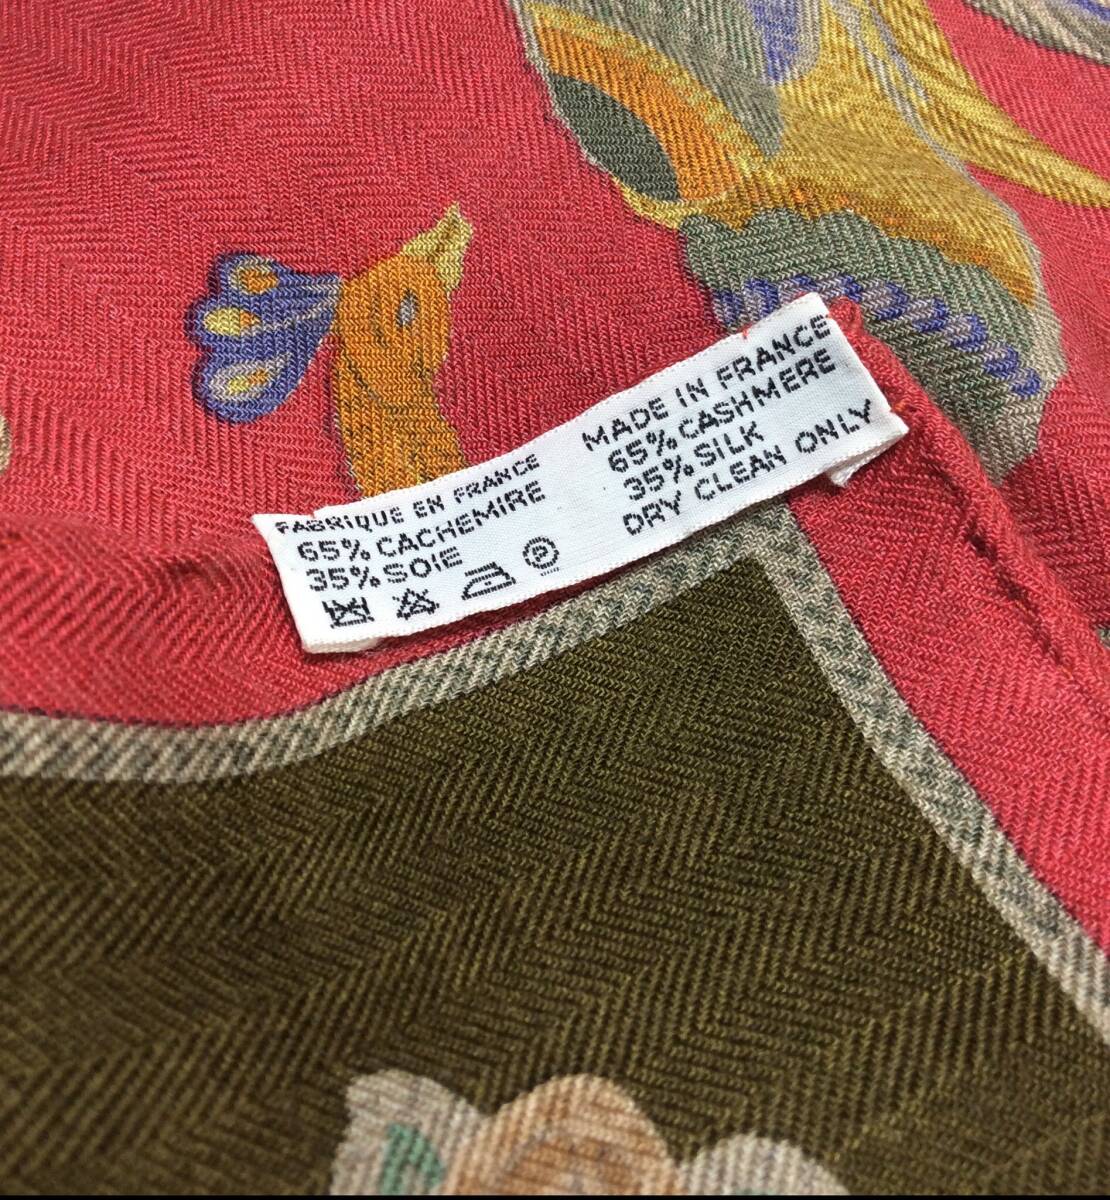 FABRIQUE EN FRANCE
65% CACHEMIRE
35% SOIE
P
MADE IN FRANCE
65% CASHMERE
35% SILK
DRY CLEAN ONLY